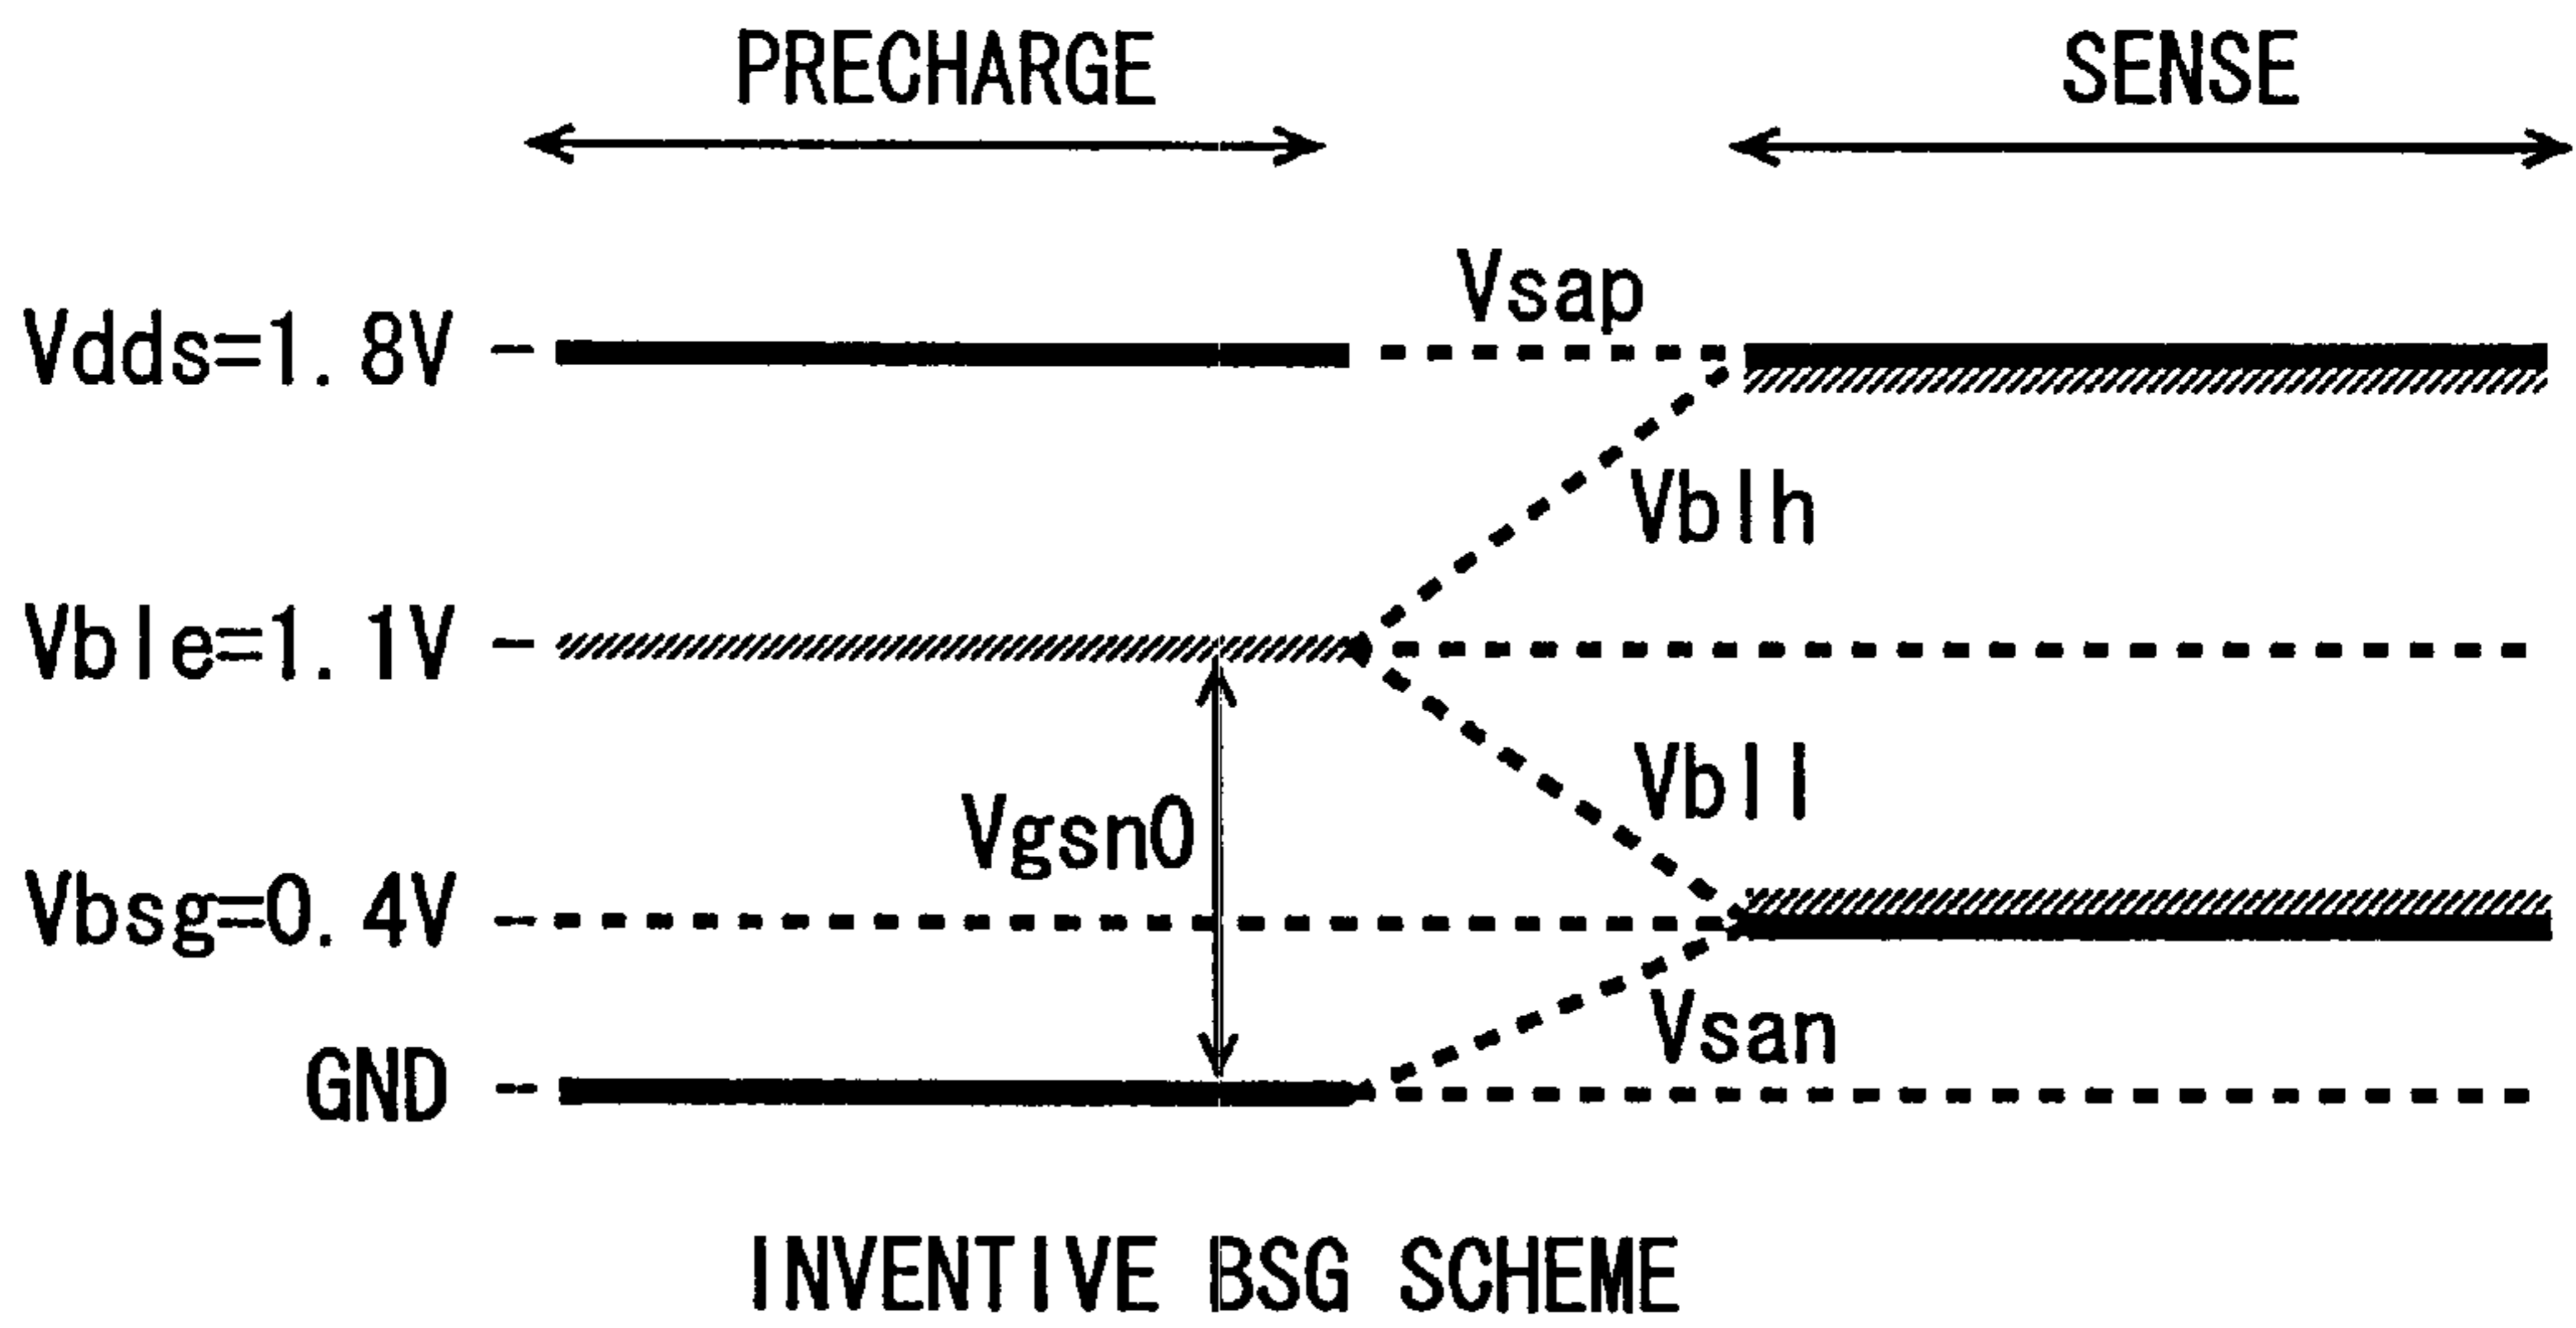 PRECHARGE SENSE
Vsap
Vdds=1.8V
Vblh
Vble=1.1V
Vbll
Vgsn0
Vbsg=0.4V
Vsan
GND
INVENTIVE BSG SCHEME